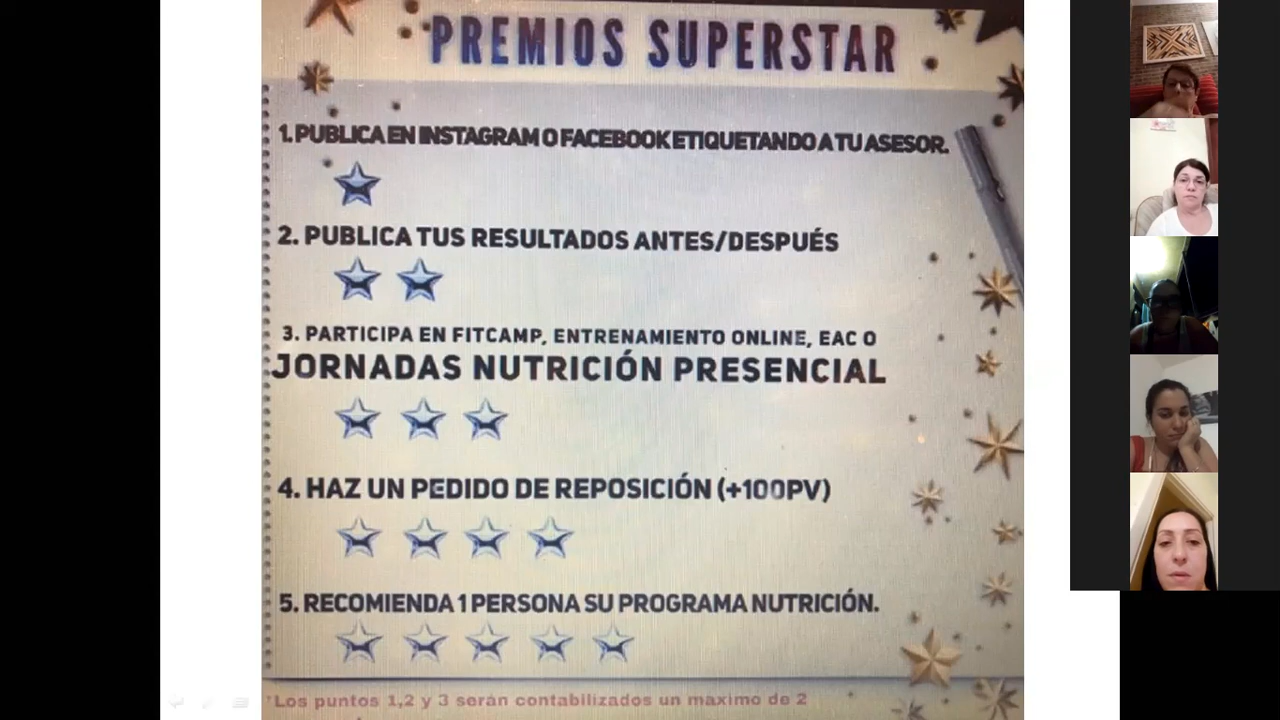 PREMIOS SUPERSTAR
1. PUBLICA EN INSTAGRAM O FACEBOOK ETIQUETANDO A TU ASESOR.
2. PUBLICA TUS RESULTADOS ANTES/DESPUÉS
3. PARTICIPA EN FITCAMP, ENTRENAMIENTO ONLINE, EAC O
JORNADAS NUTRICIÓN PRESENCIAL
4. HAZ UN PEDIDO DE REPOSICIÓN (+100PV)
5. RECOMIENDA 1 PERSONA SU PROGRAMA NUTRICIÓN.
*Los puntos 1,2 y 3 serán contabilizados un maximo de 2